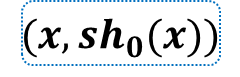 (x, sh₀(x))